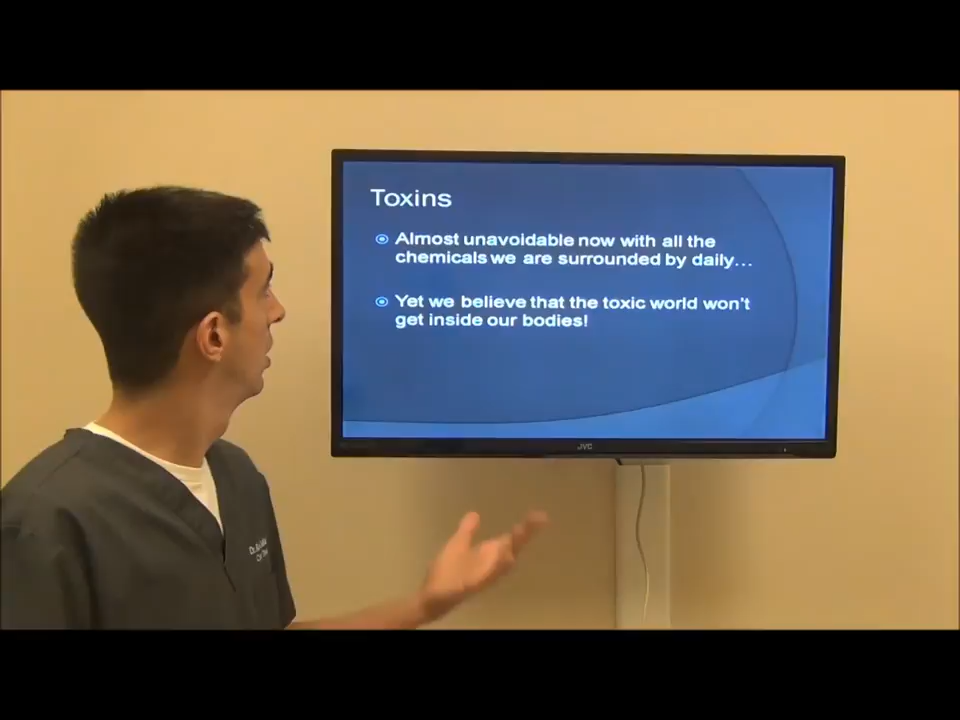 Toxins
Almost unavoidable now with all the
chemicals we are surrounded by daily…
Yet we believe that the toxic world won't
get inside our bodies!
JVC